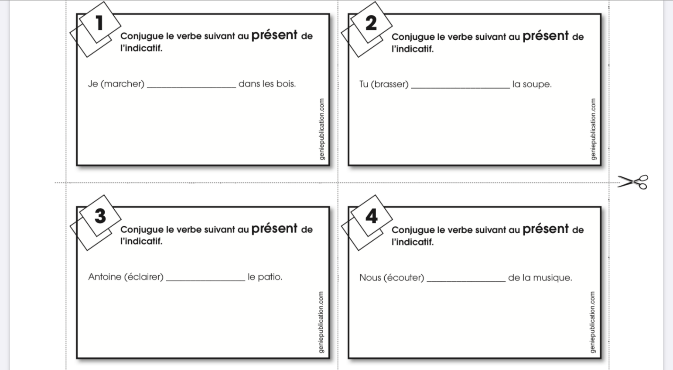 1
Conjugue le verbe suivant au présent de
l'indicatif.
Je (marcher) __________________ dans les bois.
geniepublication.com
2
Conjugue le verbe suivant au présent de
l'indicatif.
Tu (brasser) ____________________ la soupe.
geniepublication.com
3
Conjugue le verbe suivant au présent de
l'indicatif.
Antoine (éclairer) ________________ le patio.
geniepublication.com
4
Conjugue le verbe suivant au présent de
l'indicatif.
Nous (écouter) ________________ de la musique.
geniepublication.com